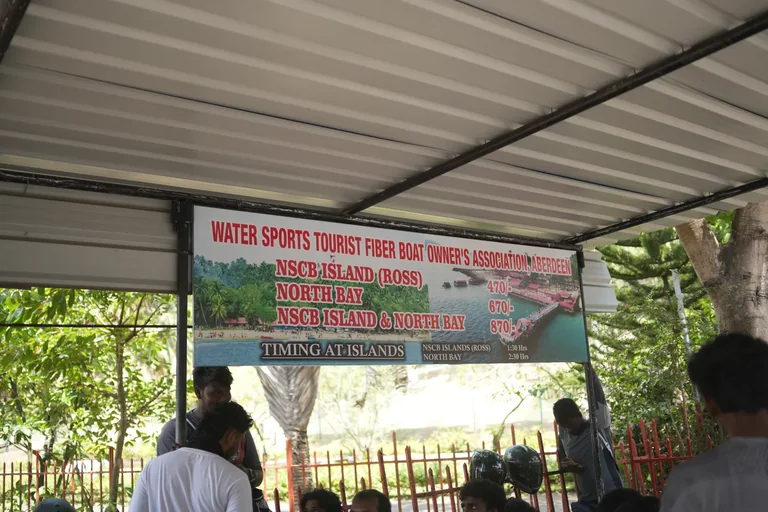 WATER SPORTS TOURIST FIBER BOAT OWNER'S ASSOCIATION, ABERDEEN
NSCB ISLAND (ROSS) 470/-
NORTH BAY 670/-
NSCB ISLAND & NORTH BAY 870/-
TIMING AT ISLANDS
NSCB ISLANDS (ROSS) 1:30 Hrs
NORTH BAY 2:30 Hrs